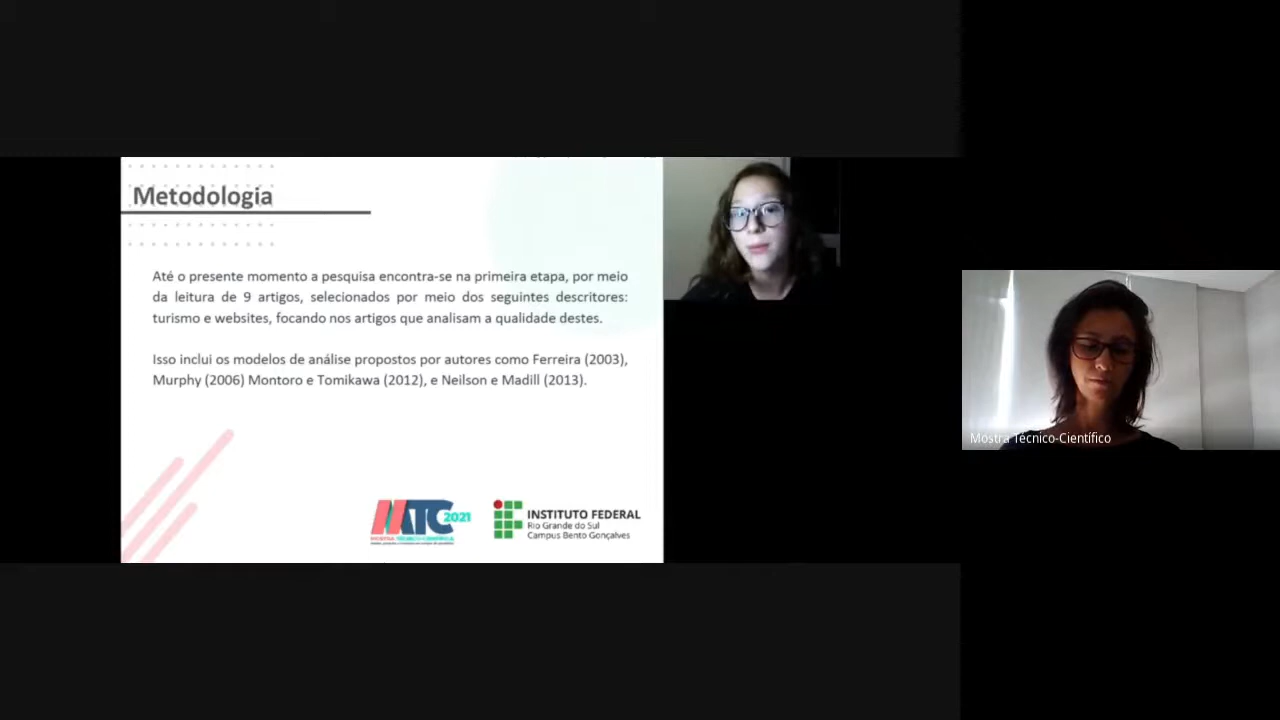 Metodologia
Até o presente momento a pesquisa encontra-se na primeira etapa, por meio
da leitura de 9 artigos, selecionados por meio dos seguintes descritores:
turismo e websites, focando nos artigos que analisam a qualidade destes.
Isso inclui os modelos de análise propostos por autores como Ferreira (2003),
Murphy (2006) Montoro e Tomikawa (2012), e Neilson e Madill (2013).
MTC 2021
MOSTRA TÉCNICO-CIENTÍFICA
INSTITUTO FEDERAL
Rio Grande do Sul
Campus Bento Gonçalves
Mostra Técnico-Científico